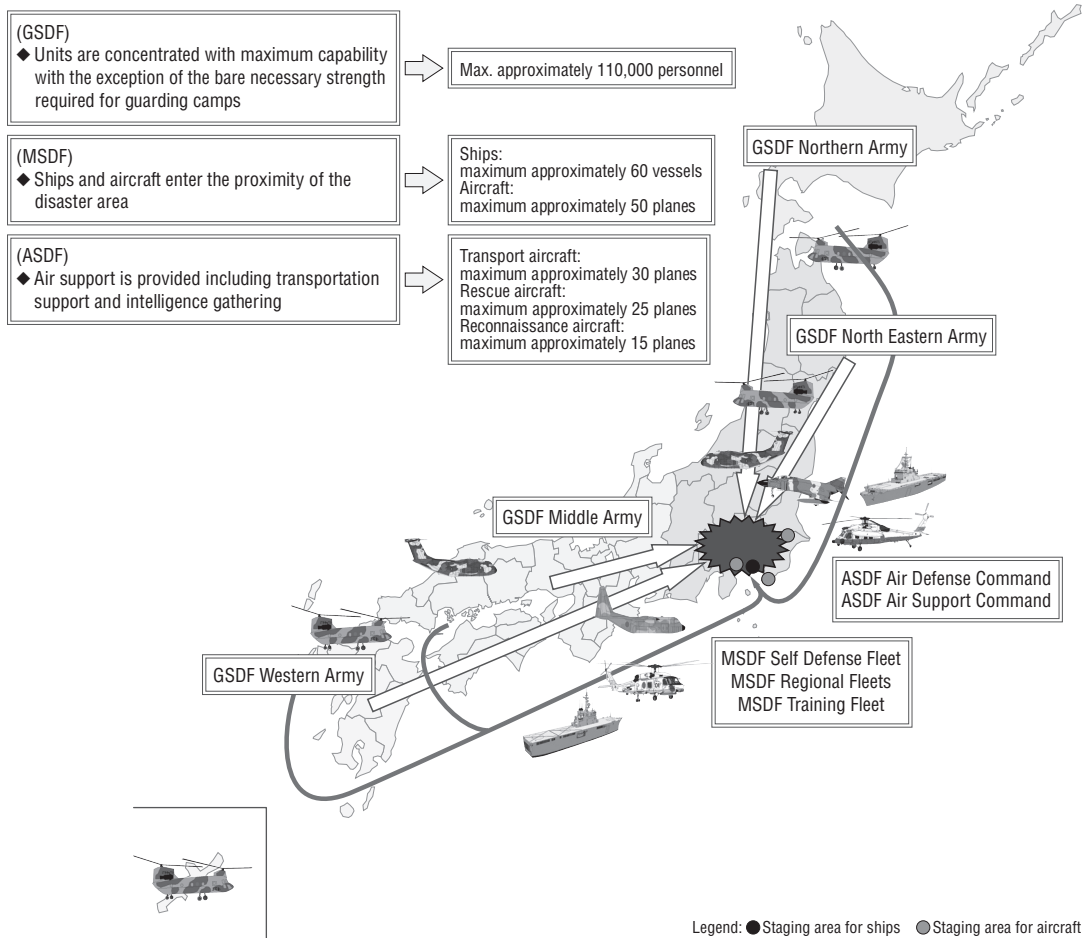 (GSDF)
◆ Units are concentrated with maximum capability
with the exception of the bare necessary strength
required for guarding camps
Max. approximately 110,000 personnel
(MSDF)
◆ Ships and aircraft enter the proximity of the
disaster area
Ships:
maximum approximately 60 vessels
Aircraft:
maximum approximately 50 planes
(ASDF)
◆ Air support is provided including transportation
support and intelligence gathering
Transport aircraft:
maximum approximately 30 planes
Rescue aircraft:
maximum approximately 25 planes
Reconnaissance aircraft:
maximum approximately 15 planes
GSDF Northern Army
GSDF North Eastern Army
GSDF Middle Army
ASDF Air Defense Command
ASDF Air Support Command
GSDF Western Army
MSDF Self Defense Fleet
MSDF Regional Fleets
MSDF Training Fleet
Legend: ●Staging area for ships ●Staging area for aircraft